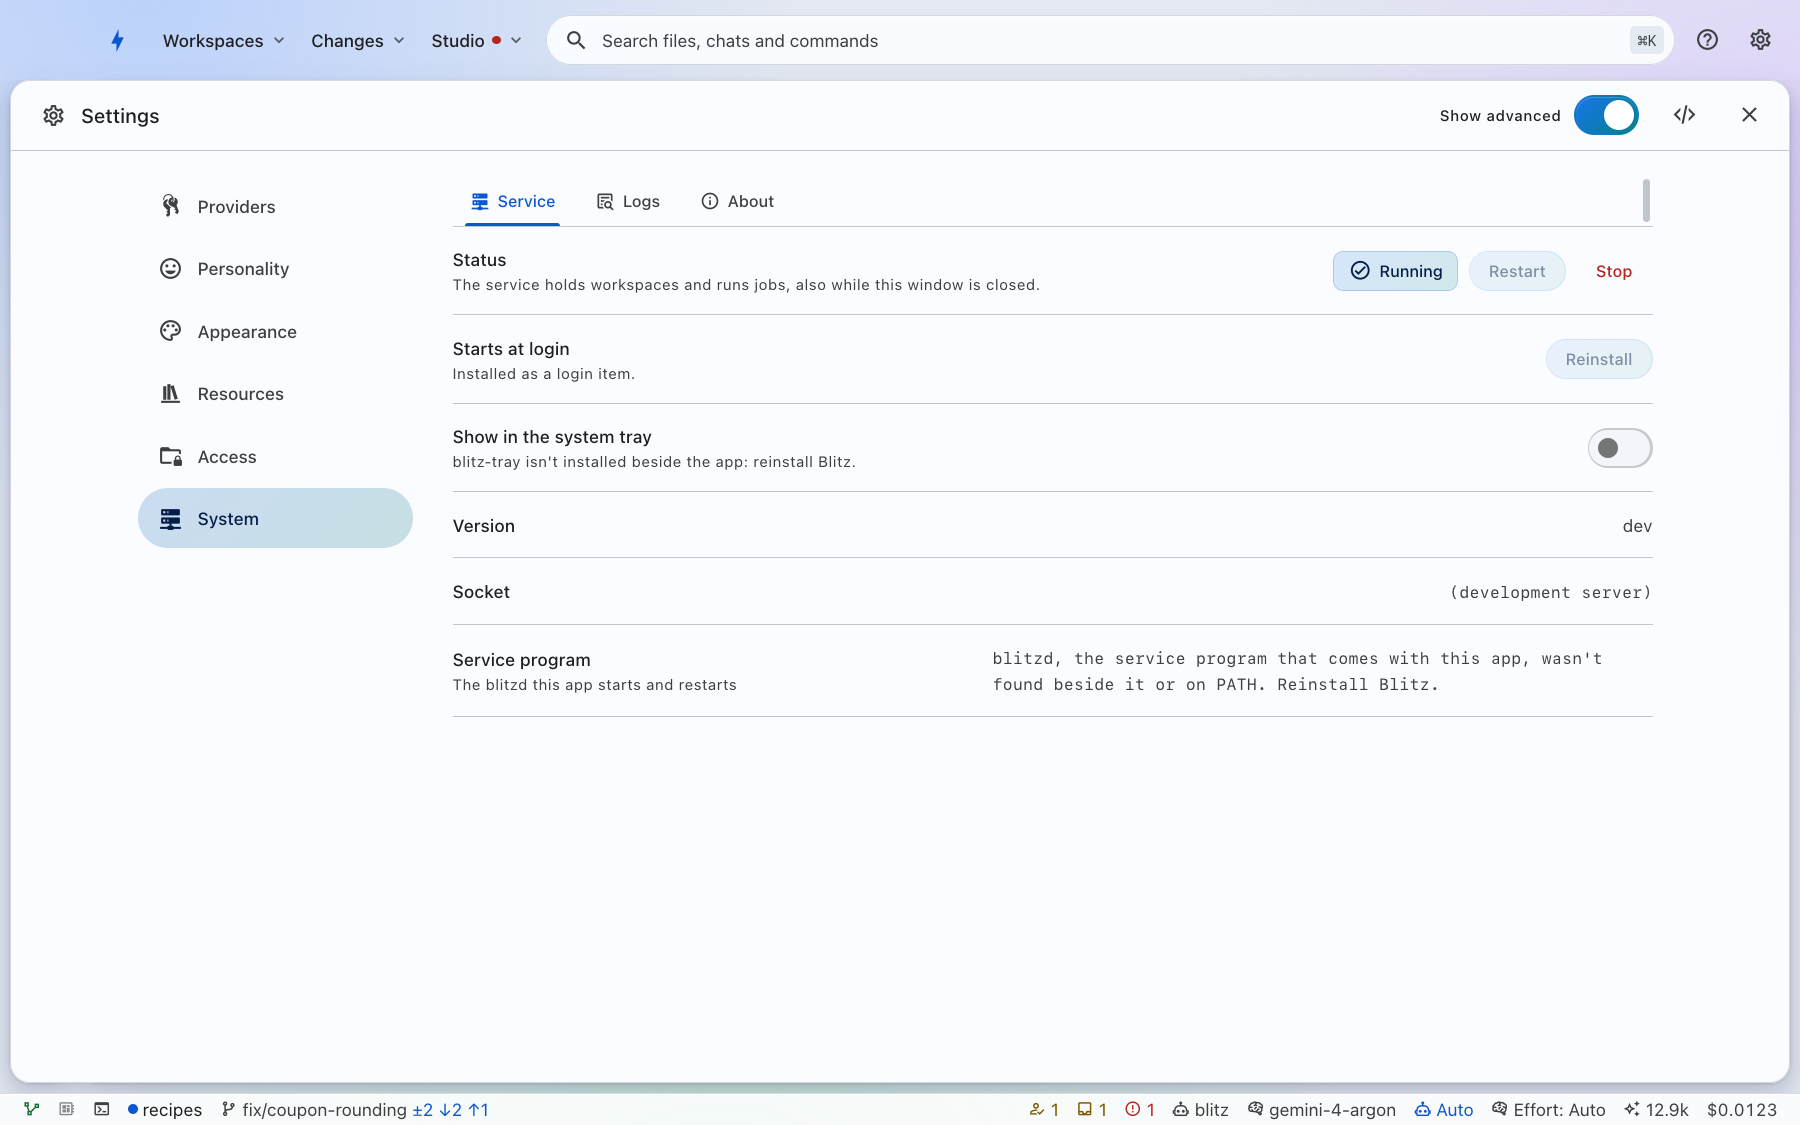 Workspaces
Changes
Studio
Search files, chats and commands
⌘K
Settings
Show advanced
Providers
Personality
Appearance
Resources
Access
System
Service
Logs
About
Status
The service holds workspaces and runs jobs, also while this window is closed.
Running
Restart
Stop
Starts at login
Installed as a login item.
Reinstall
Show in the system tray
blitz-tray isn't installed beside the app: reinstall Blitz.
Version
dev
Socket
(development server)
Service program
The blitzd this app starts and restarts
blitzd, the service program that comes with this app, wasn't
found beside it or on PATH. Reinstall Blitz.
recipes
fix/coupon-rounding ±2 ↓2 ↑1
1
1
1
blitz
gemini-4-argon
Auto
Effort: Auto
12.9k
$0.0123